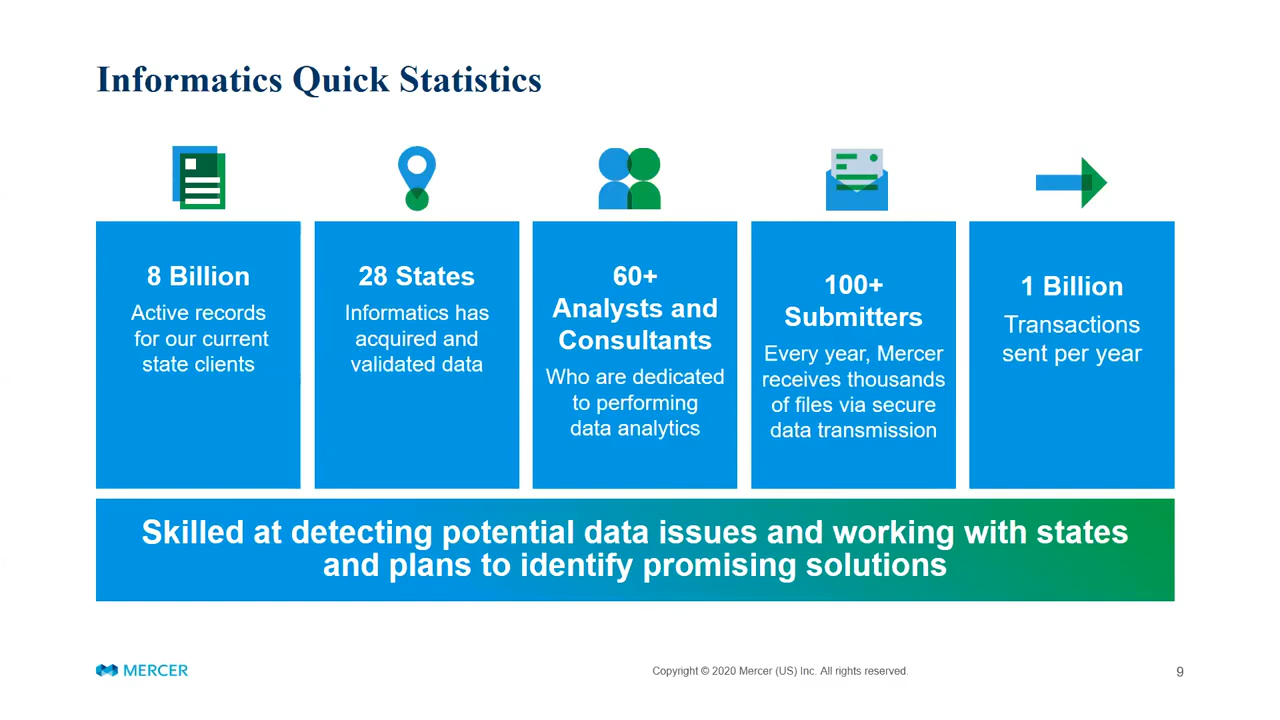 Informatics Quick Statistics
8 Billion
Active records
for our current
state clients
28 States
Informatics has
acquired and
validated data
60+
Analysts and
Consultants
Who are dedicated
to performing
data analytics
100+
Submitters
Every year, Mercer
receives thousands
of files via secure
data transmission
1 Billion
Transactions
sent per year
Skilled at detecting potential data issues and working with states
and plans to identify promising solutions
MERCER
Copyright © 2020 Mercer (US) Inc. All rights reserved.
9